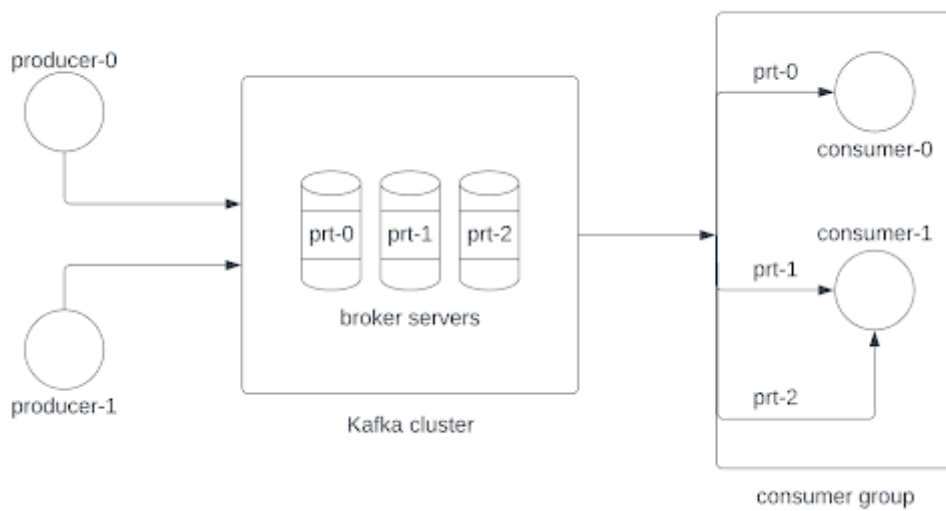 producer-0
prt-0
consumer-0
prt-0
prt-1
prt-2
consumer-1
prt-1
broker servers
producer-1
prt-2
Kafka cluster
consumer group